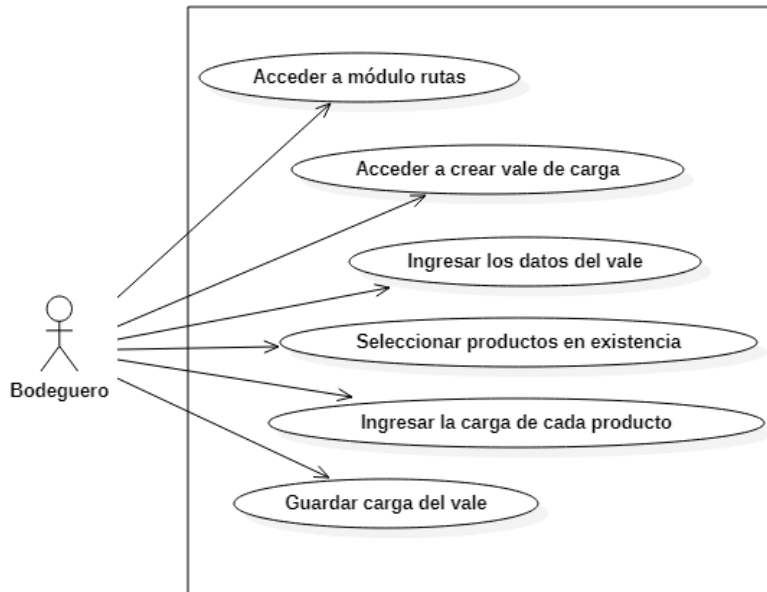 Acceder a módulo rutas
Acceder a crear vale de carga
Ingresar los datos del vale
Seleccionar productos en existencia
Bodeguero
Ingresar la carga de cada producto
Guardar carga del vale